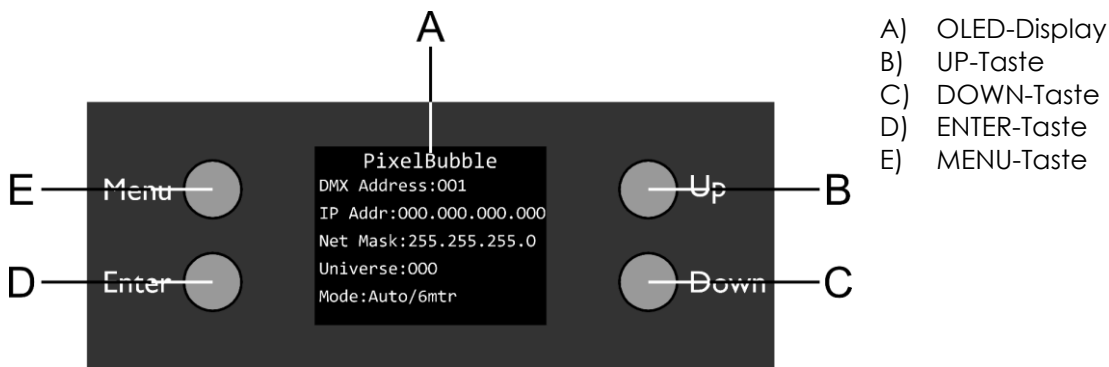 A
A) OLED-Display
B) UP-Taste
C) DOWN-Taste
D) ENTER-Taste
E) MENU-Taste
PixelBubble
DMX Address:001
IP Addr:000.000.000.000
Net Mask:255.255.255.0
Universe:000
Mode:Auto/6mtr
E Menu
Up B
D Enter
Down C